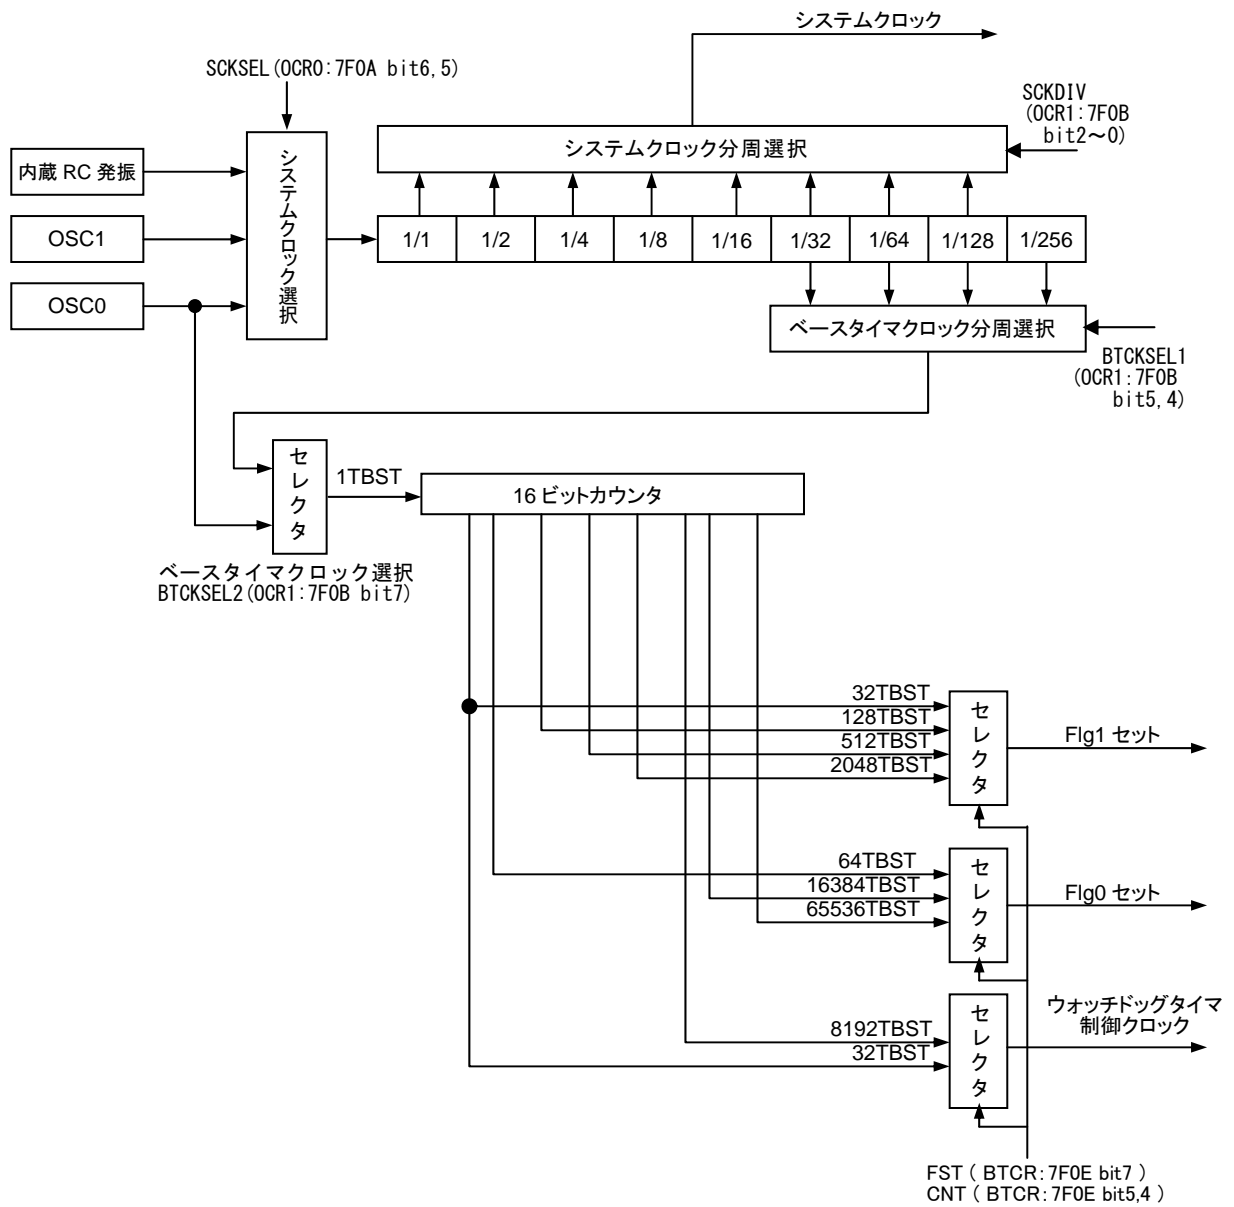 システムクロック
SCKSEL(OCR0:7F0A bit6,5)
SCKDIV
(OCR1:7F0B
bit2～0)
内蔵 RC 発振
OSC1
OSC0
システムクロック選択
システムクロック分周選択
1/1
1/2
1/4
1/8
1/16
1/32
1/64
1/128
1/256
ベースタイマクロック分周選択
BTCKSEL1
(OCR1:7F0B
bit5,4)
セレクタ
1TBST
16 ビットカウンタ
ベースタイマクロック選択
BTCKSEL2(OCR1:7F0B bit7)
32TBST
128TBST
512TBST
2048TBST
セレクタ
Flg1 セット
64TBST
16384TBST
65536TBST
セレクタ
Flg0 セット
8192TBST
32TBST
セレクタ
ウォッチドッグタイマ
制御クロック
FST ( BTCR:7F0E bit7 )
CNT ( BTCR:7F0E bit5,4 )